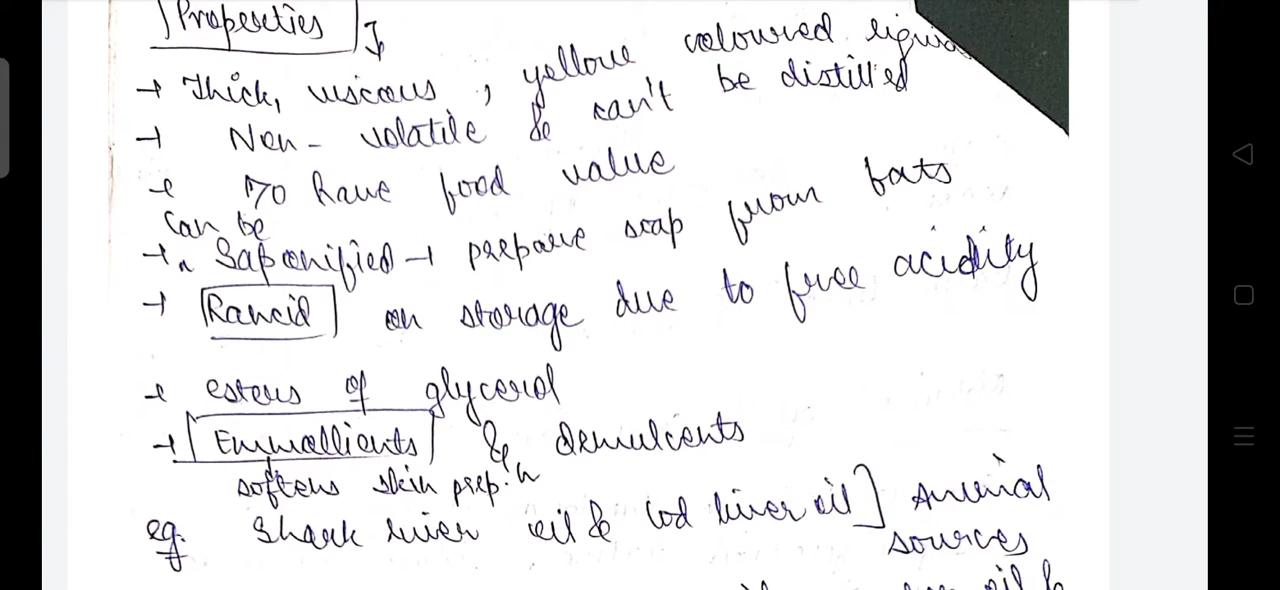 Properties
→ Thick, viscous, yellow coloured liquid
→ Non-volatile & can't be distilled
→ To have food value
can be
→ Saponified → prepare soap from fats
→ Rancid on storage due to free acidity
→ esters of glycerol
→ Emmollients & demulcents
softens skin prep.n
eg. Shark liver oil & Cod liver oil] Animal
sources
oil &